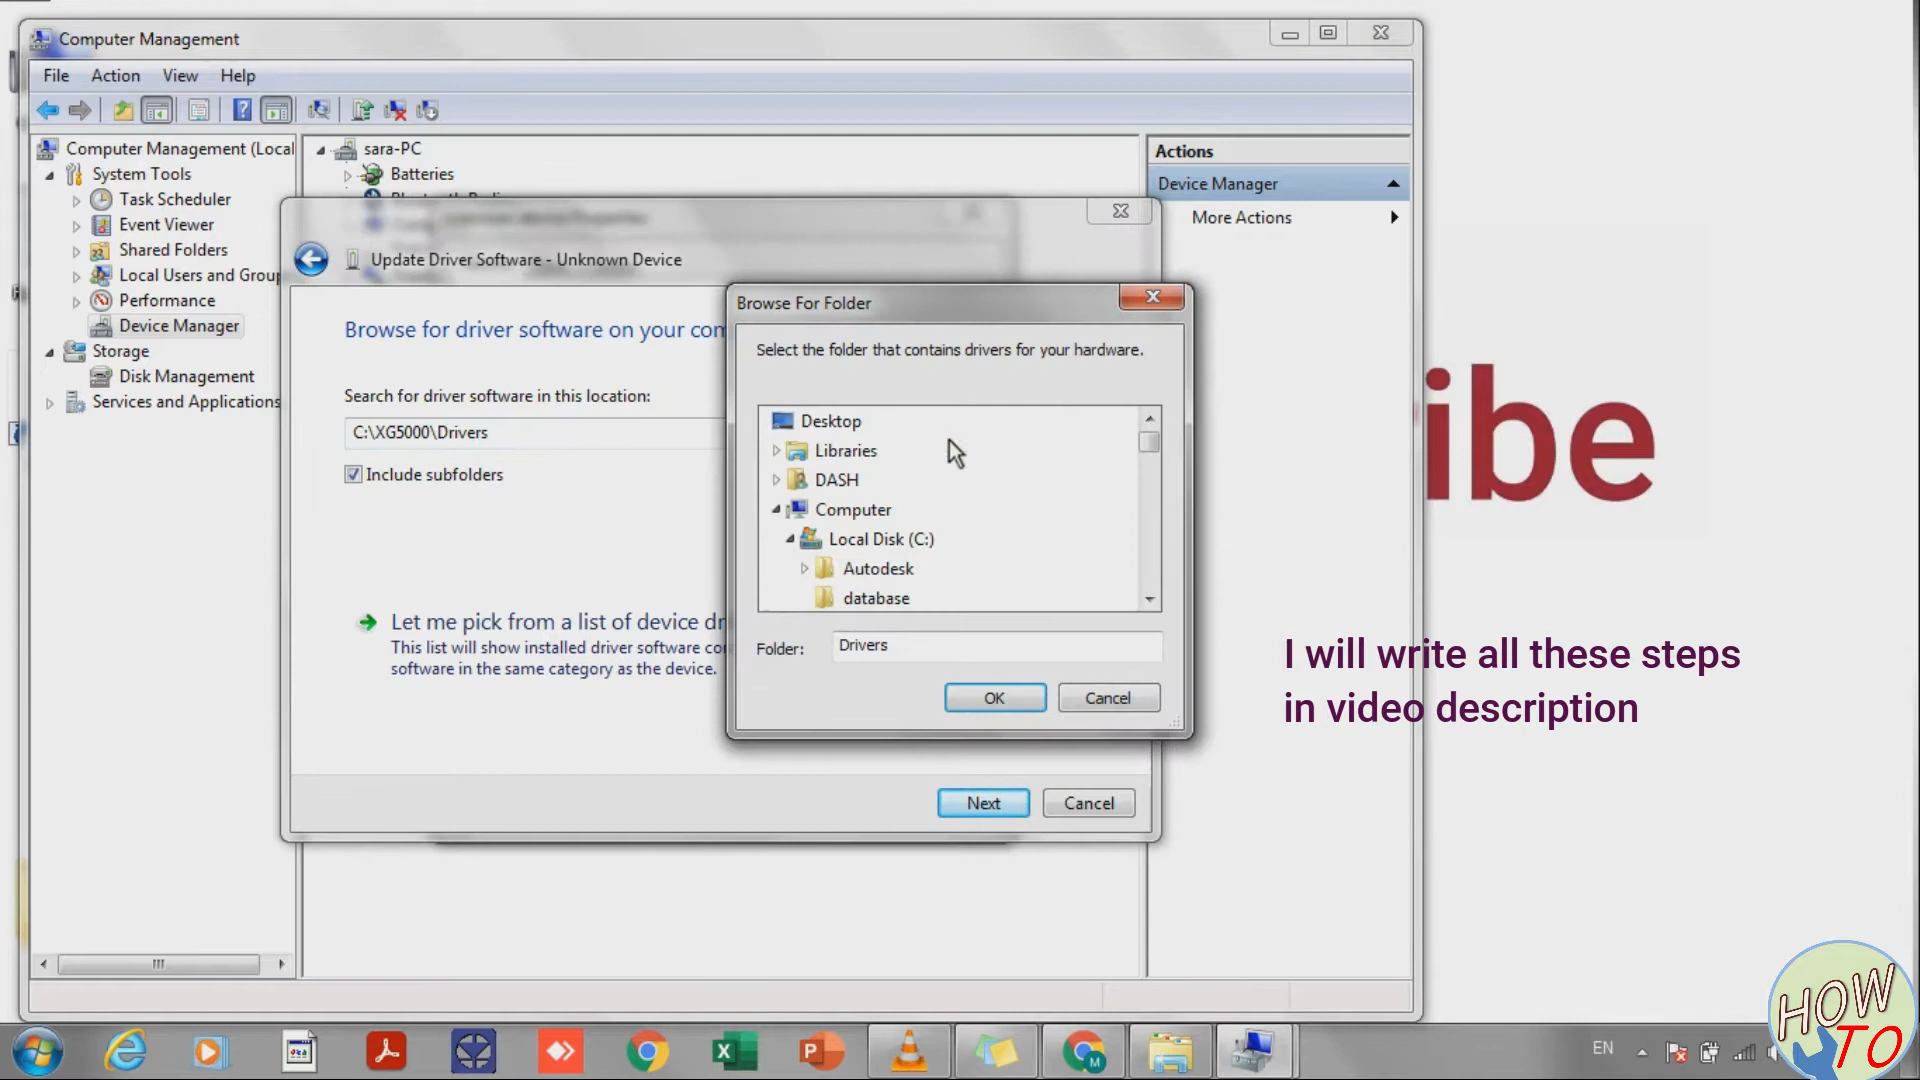 Computer Management
File Action View Help
Computer Management (Local
System Tools
Task Scheduler
Event Viewer
Shared Folders
Local Users and Group
Performance
Device Manager
Storage
Disk Management
Services and Applications
sara-PC
Batteries
Actions
Device Manager
More Actions
Update Driver Software - Unknown Device
Browse for driver software on your com
Search for driver software in this location:
C:\XG5000\Drivers
Include subfolders
Let me pick from a list of device dr
This list will show installed driver software co
software in the same category as the device.
Next Cancel
Browse For Folder
Select the folder that contains drivers for your hardware.
Desktop
Libraries
DASH
Computer
Local Disk (C:)
Autodesk
database
Folder: Drivers
OK Cancel
ibe
I will write all these steps
in video description
EN
HOW
TO